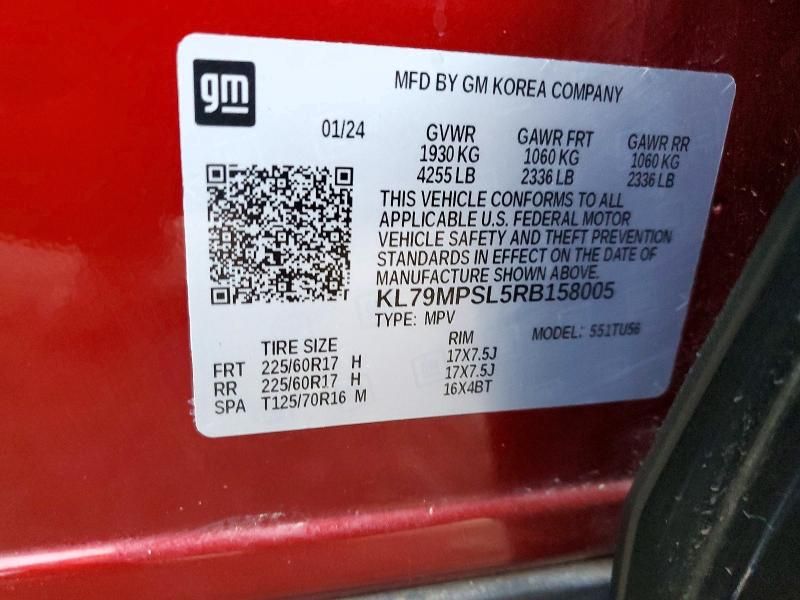 gm
MFD BY GM KOREA COMPANY
01/24
GVWR GAWR FRT GAWR RR
1930 KG 1060 KG 1060 KG
4255 LB 2336 LB 2336 LB
THIS VEHICLE CONFORMS TO ALL
APPLICABLE U.S. FEDERAL MOTOR
VEHICLE SAFETY AND THEFT PREVENTION
STANDARDS IN EFFECT ON THE DATE OF
MANUFACTURE SHOWN ABOVE.
KL79MPSL5RB158005
TYPE: MPV MODEL: 551TU56
TIRE SIZE RIM
FRT 225/60R17 H 17X7.5J
RR 225/60R17 H 17X7.5J
SPA T125/70R16 M 16X4BT